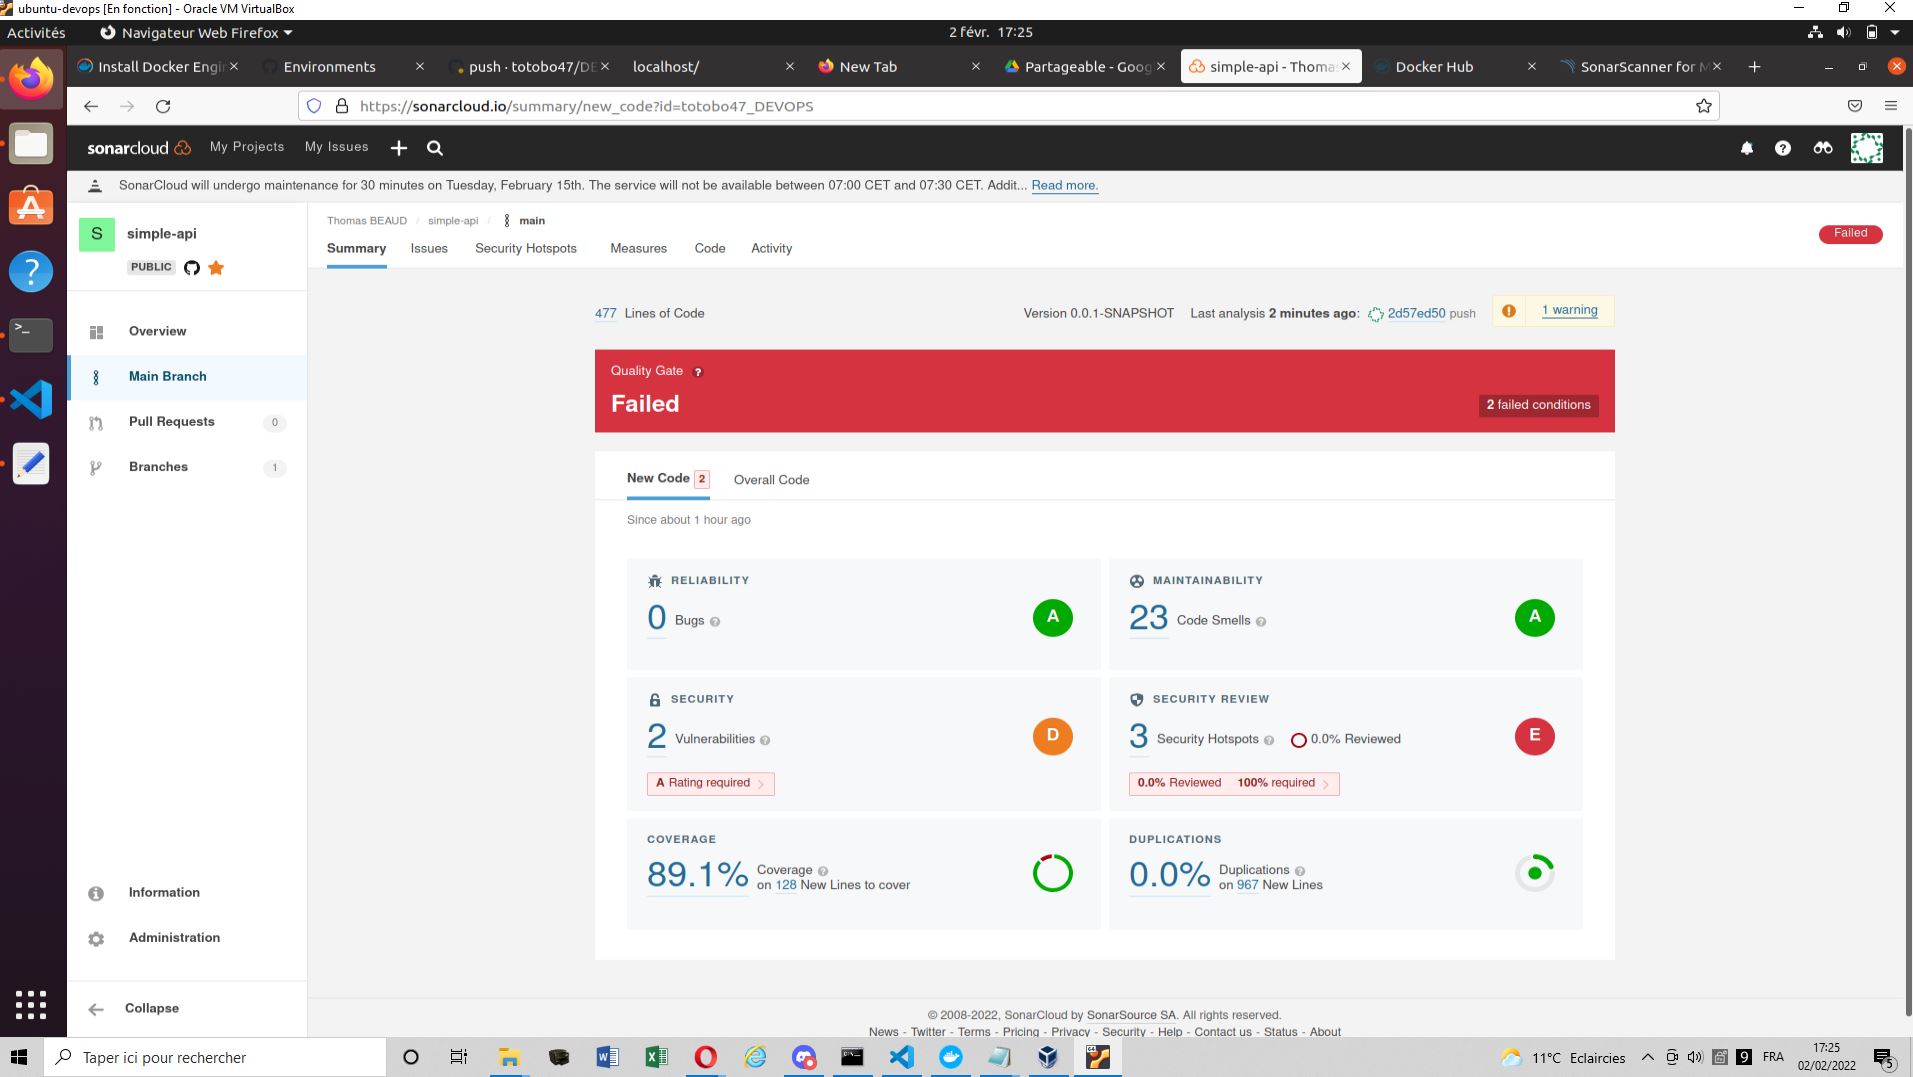 ubuntu-devops [En fonction] - Oracle VM VirtualBox
Activités
Navigateur Web Firefox
2 févr. 17:25
Install Docker Engi
Environments
push · totobo47/DE
localhost/
New Tab
Partageable - Goog
simple-api - Thoma
Docker Hub
SonarScanner for M
https://sonarcloud.io/summary/new_code?id=totobo47_DEVOPS
sonarcloud
My Projects
My Issues
SonarCloud will undergo maintenance for 30 minutes on Tuesday, February 15th. The service will not be available between 07:00 CET and 07:30 CET. Addit... Read more.
S
simple-api
PUBLIC
Thomas BEAUD / simple-api / main
Summary
Issues
Security Hotspots
Measures
Code
Activity
Failed
Overview
Main Branch
Pull Requests
0
Branches
1
Information
Administration
Collapse
477 Lines of Code
Version 0.0.1-SNAPSHOT
Last analysis 2 minutes ago: 2d57ed50 push
1 warning
Quality Gate ?
Failed
2 failed conditions
New Code 2
Overall Code
Since about 1 hour ago
RELIABILITY
0 Bugs ?
A
MAINTAINABILITY
23 Code Smells ?
A
SECURITY
2 Vulnerabilities ?
D
A Rating required
SECURITY REVIEW
3 Security Hotspots ? 0.0% Reviewed
E
0.0% Reviewed 100% required
COVERAGE
89.1% Coverage ?
on 128 New Lines to cover
DUPLICATIONS
0.0% Duplications ?
on 967 New Lines
© 2008-2022, SonarCloud by SonarSource SA. All rights reserved.
News - Twitter - Terms - Pricing - Privacy - Security - Help - Contact us - Status - About
Taper ici pour rechercher
11°C Eclaircies
9
FRA
17:25
02/02/2022
5